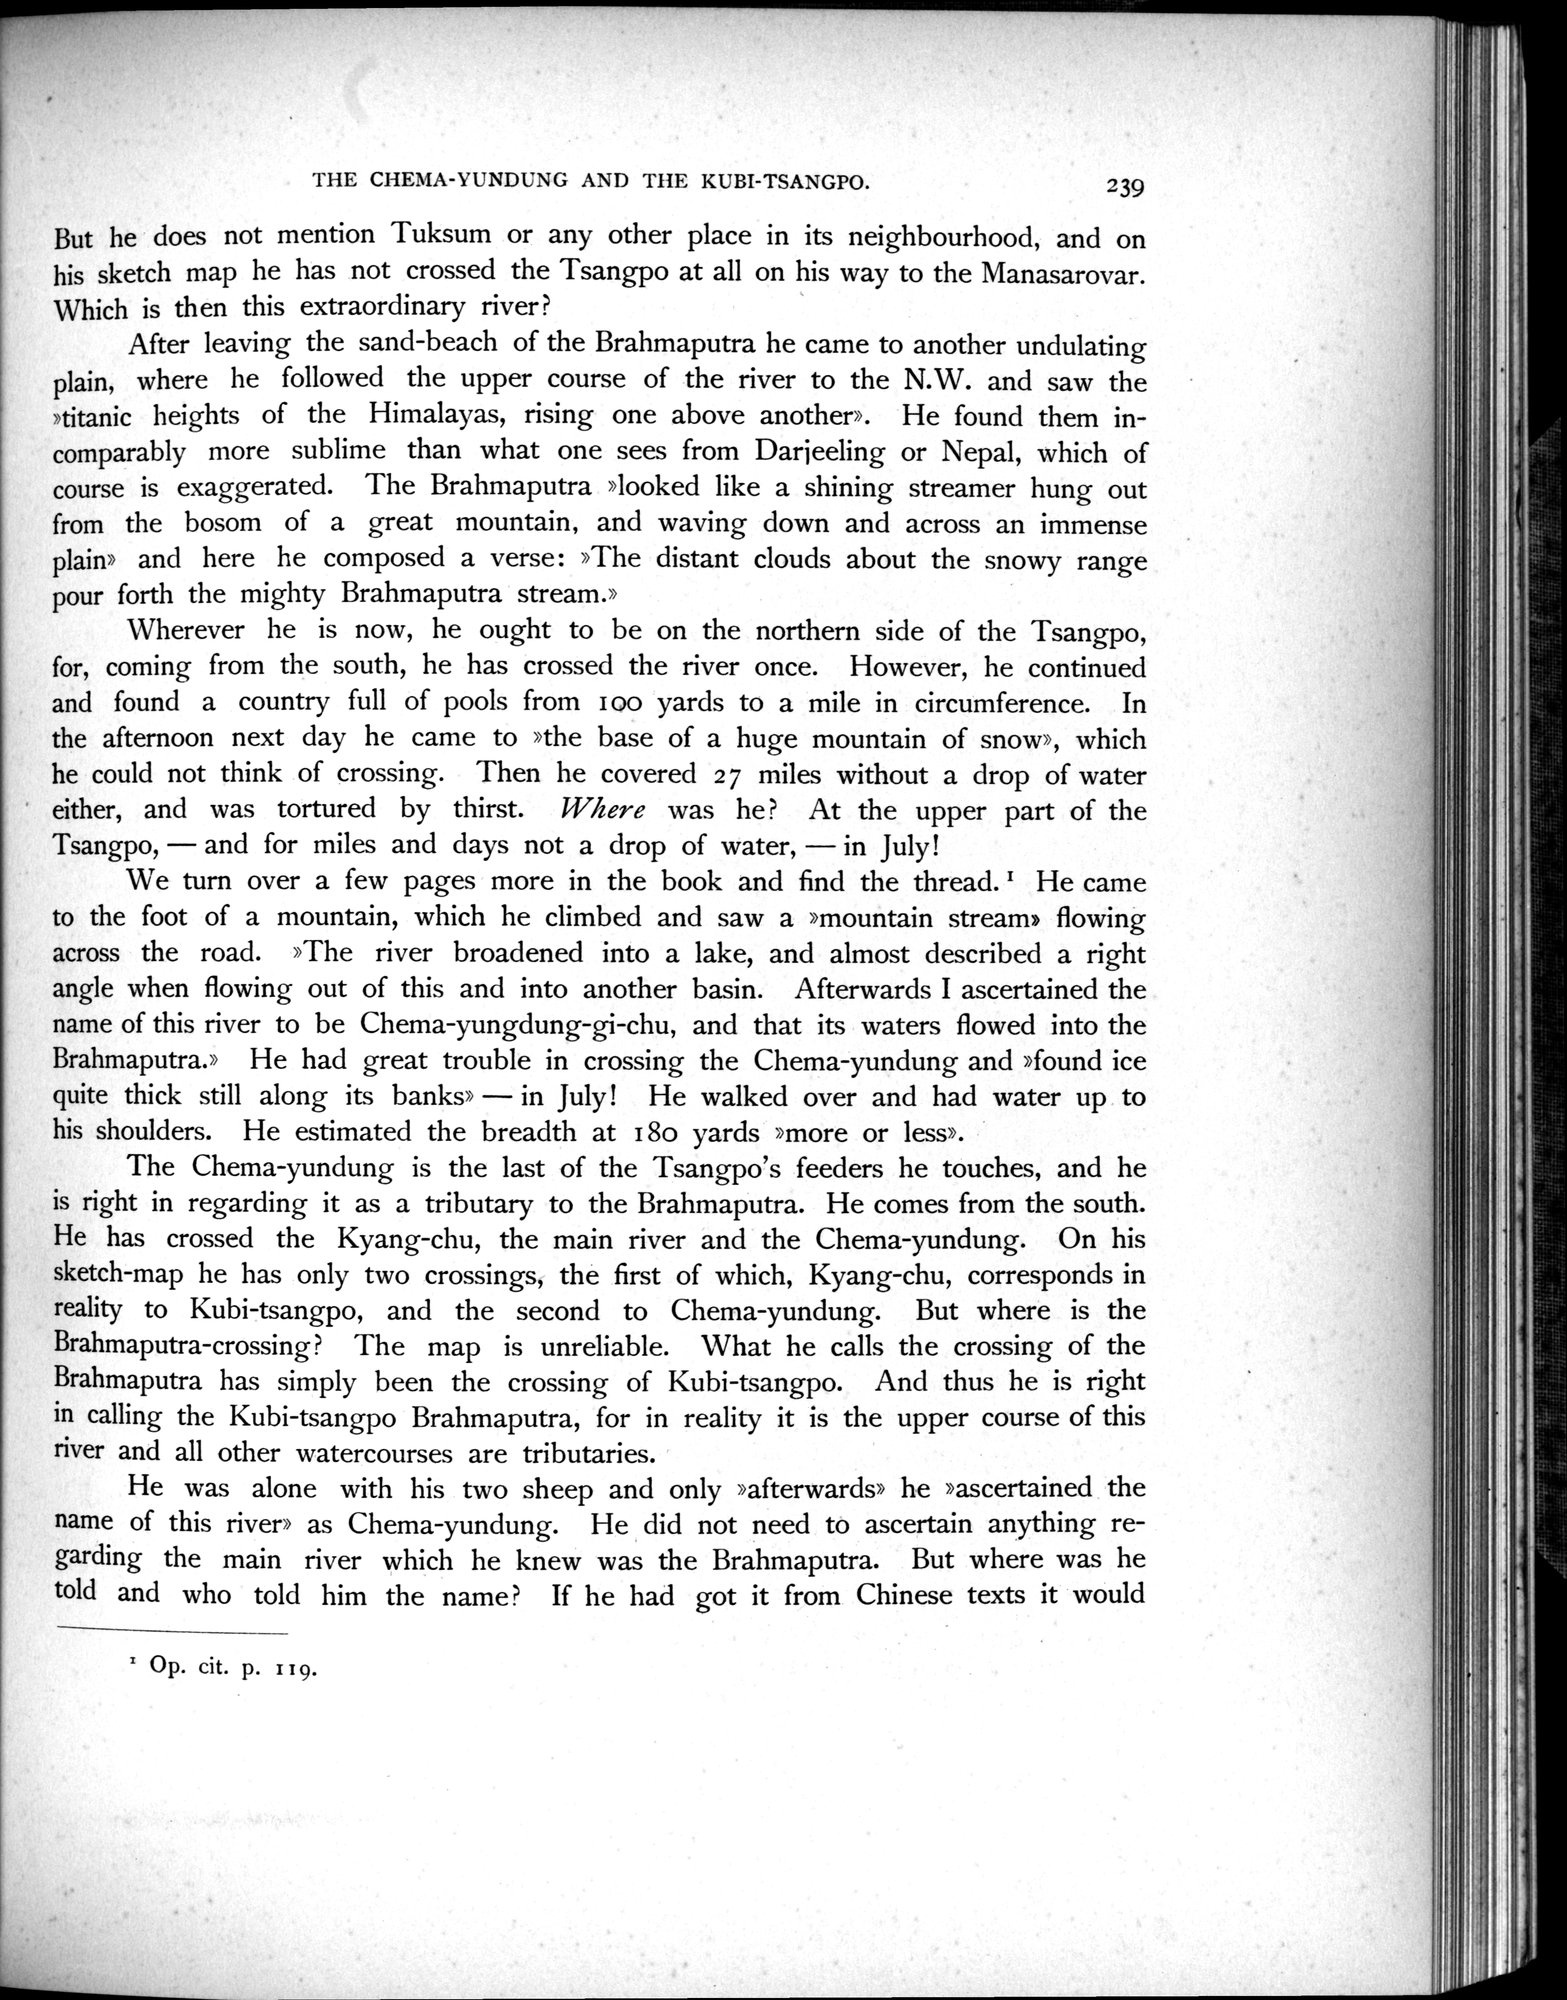 THE CHEMA-YUNDUNG AND THE KUBI-TSANGPO. 239
But he does not mention Tuksum or any other place in its neighbourhood, and on
his sketch map he has not crossed the Tsangpo at all on his way to the Manasarovar.
Which is then this extraordinary river?
After leaving the sand-beach of the Brahmaputra he came to another undulating
plain, where he followed the upper course of the river to the N.W. and saw the
»titanic heights of the Himalayas, rising one above another». He found them in-
comparably more sublime than what one sees from Darjeeling or Nepal, which of
course is exaggerated. The Brahmaputra »looked like a shining streamer hung out
from the bosom of a great mountain, and waving down and across an immense
plain» and here he composed a verse: »The distant clouds about the snowy range
pour forth the mighty Brahmaputra stream.»
Wherever he is now, he ought to be on the northern side of the Tsangpo,
for, coming from the south, he has crossed the river once. However, he continued
and found a country full of pools from 100 yards to a mile in circumference. In
the afternoon next day he came to »the base of a huge mountain of snow», which
he could not think of crossing. Then he covered 27 miles without a drop of water
either, and was tortured by thirst. Where was he? At the upper part of the
Tsangpo, — and for miles and days not a drop of water, — in July!
We turn over a few pages more in the book and find the thread.¹ He came
to the foot of a mountain, which he climbed and saw a »mountain stream» flowing
across the road. »The river broadened into a lake, and almost described a right
angle when flowing out of this and into another basin. Afterwards I ascertained the
name of this river to be Chema-yungdung-gi-chu, and that its waters flowed into the
Brahmaputra.» He had great trouble in crossing the Chema-yundung and »found ice
quite thick still along its banks» — in July! He walked over and had water up to
his shoulders. He estimated the breadth at 180 yards »more or less».
The Chema-yundung is the last of the Tsangpo's feeders he touches, and he
is right in regarding it as a tributary to the Brahmaputra. He comes from the south.
He has crossed the Kyang-chu, the main river and the Chema-yundung. On his
sketch-map he has only two crossings, the first of which, Kyang-chu, corresponds in
reality to Kubi-tsangpo, and the second to Chema-yundung. But where is the
Brahmaputra-crossing? The map is unreliable. What he calls the crossing of the
Brahmaputra has simply been the crossing of Kubi-tsangpo. And thus he is right
in calling the Kubi-tsangpo Brahmaputra, for in reality it is the upper course of this
river and all other watercourses are tributaries.
He was alone with his two sheep and only »afterwards» he »ascertained the
name of this river» as Chema-yundung. He did not need to ascertain anything re-
garding the main river which he knew was the Brahmaputra. But where was he
told and who told him the name? If he had got it from Chinese texts it would
¹ Op. cit. p. 119.